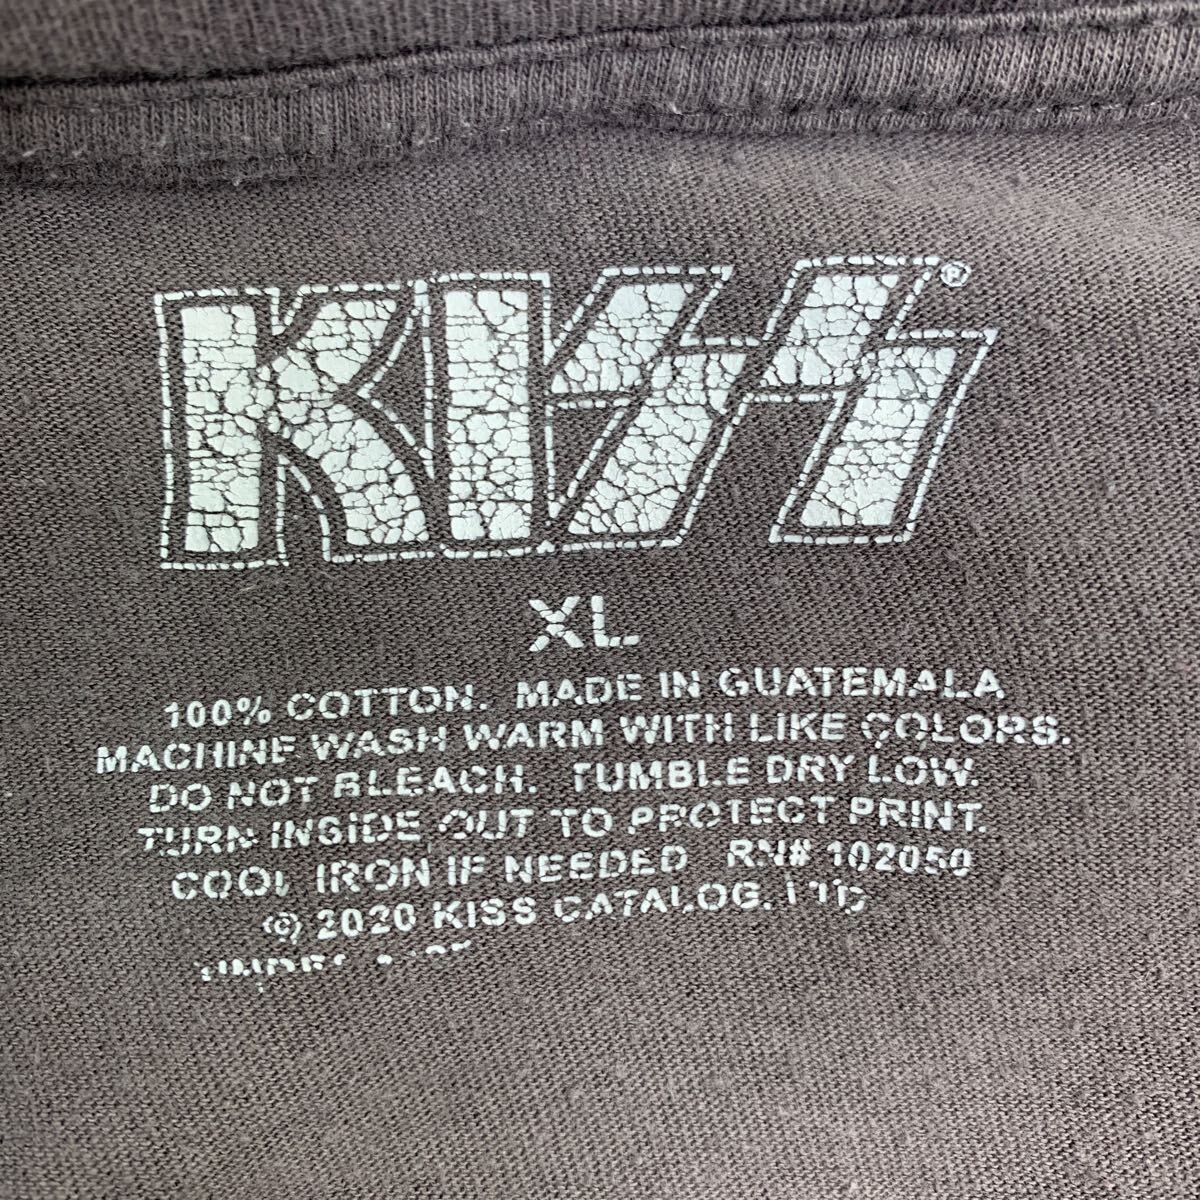 KISS®
XL
100% COTTON. MADE IN GUATEMALA
MACHINE WASH WARM WITH LIKE COLORS.
DO NOT BLEACH. TUMBLE DRY LOW.
TURN INSIDE OUT TO PROTECT PRINT.
COOL IRON IF NEEDED RN# 102050
© 2020 KISS CATALOG, LTD